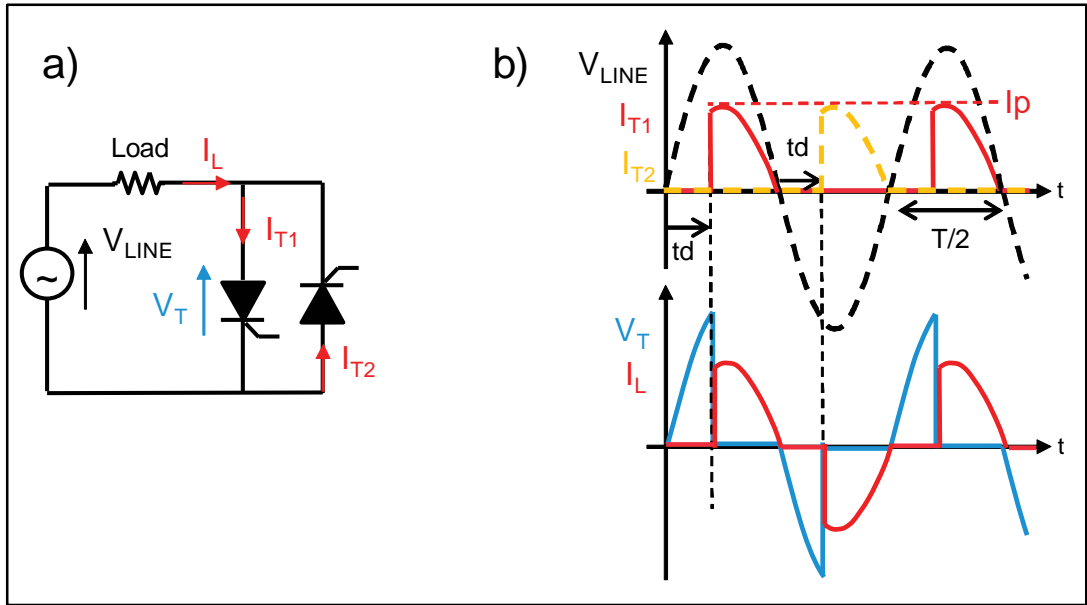 a)
Load
I_L
I_T1
V_LINE
~
V_T
I_T2
b)
V_LINE
Ip
I_T1
td
I_T2
t
td
T/2
V_T
I_L
t